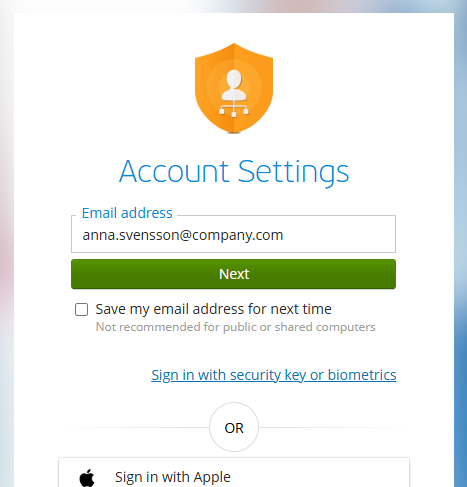 Account Settings
Email address
anna.svensson@company.com
Next
Save my email address for next time
Not recommended for public or shared computers
Sign in with security key or biometrics
OR
Sign in with Apple